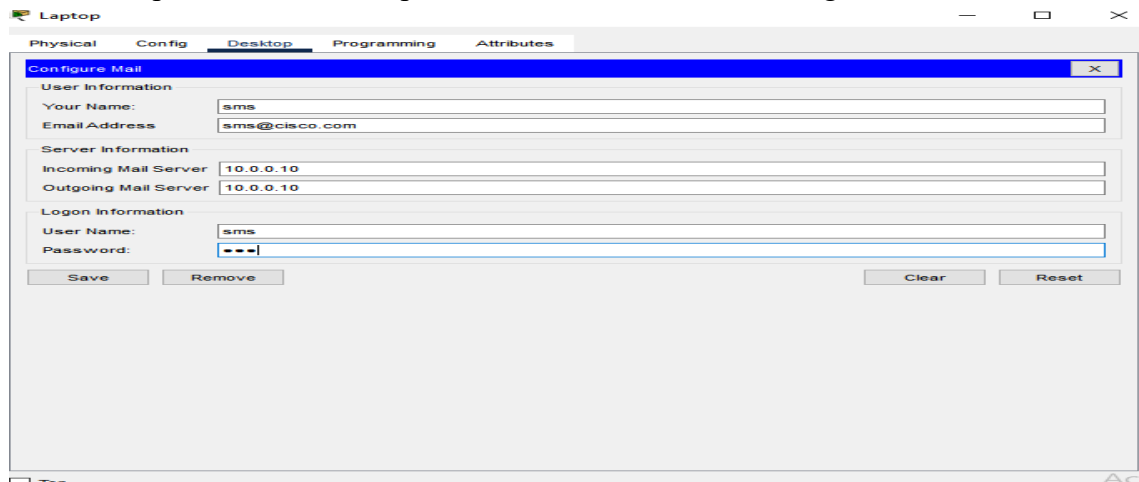 Laptop
Physical Config Desktop Programming Attributes
Configure Mail X
User Information
Your Name: sms
Email Address sms@cisco.com
Server Information
Incoming Mail Server 10.0.0.10
Outgoing Mail Server 10.0.0.10
Logon Information
User Name: sms
Password: •••
Save Remove Clear Reset